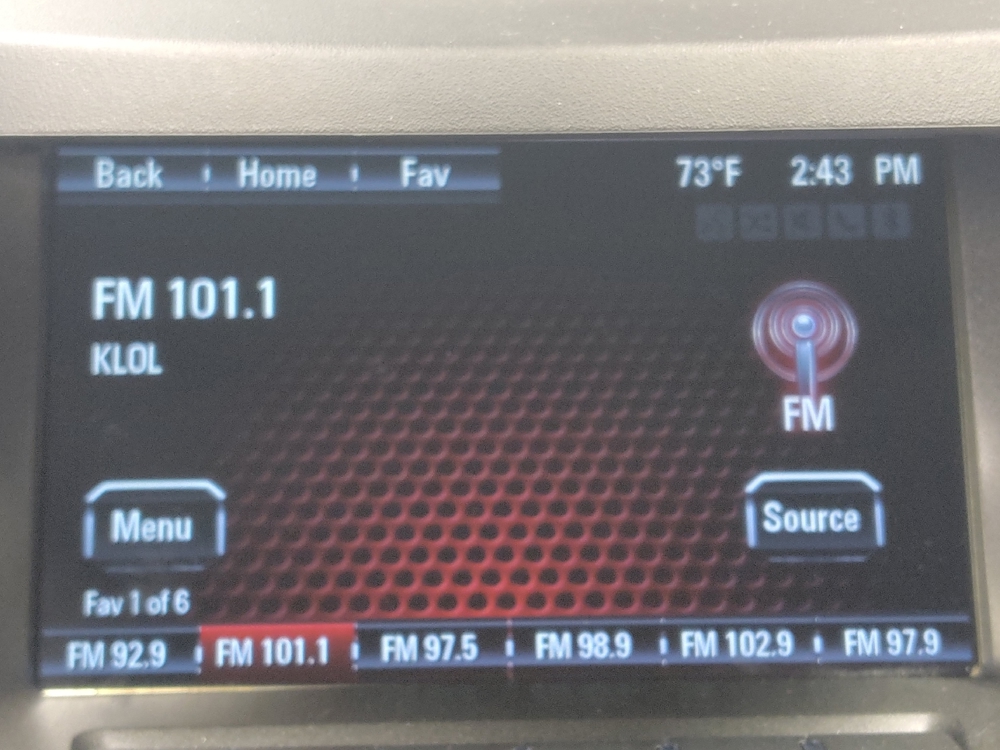 Back Home Fav 73°F 2:43 PM
FM 101.1
KLOL
FM
Menu
Source
Fav 1 of 6
FM 92.9 FM 101.1 FM 97.5 FM 98.9 FM 102.9 FM 97.9